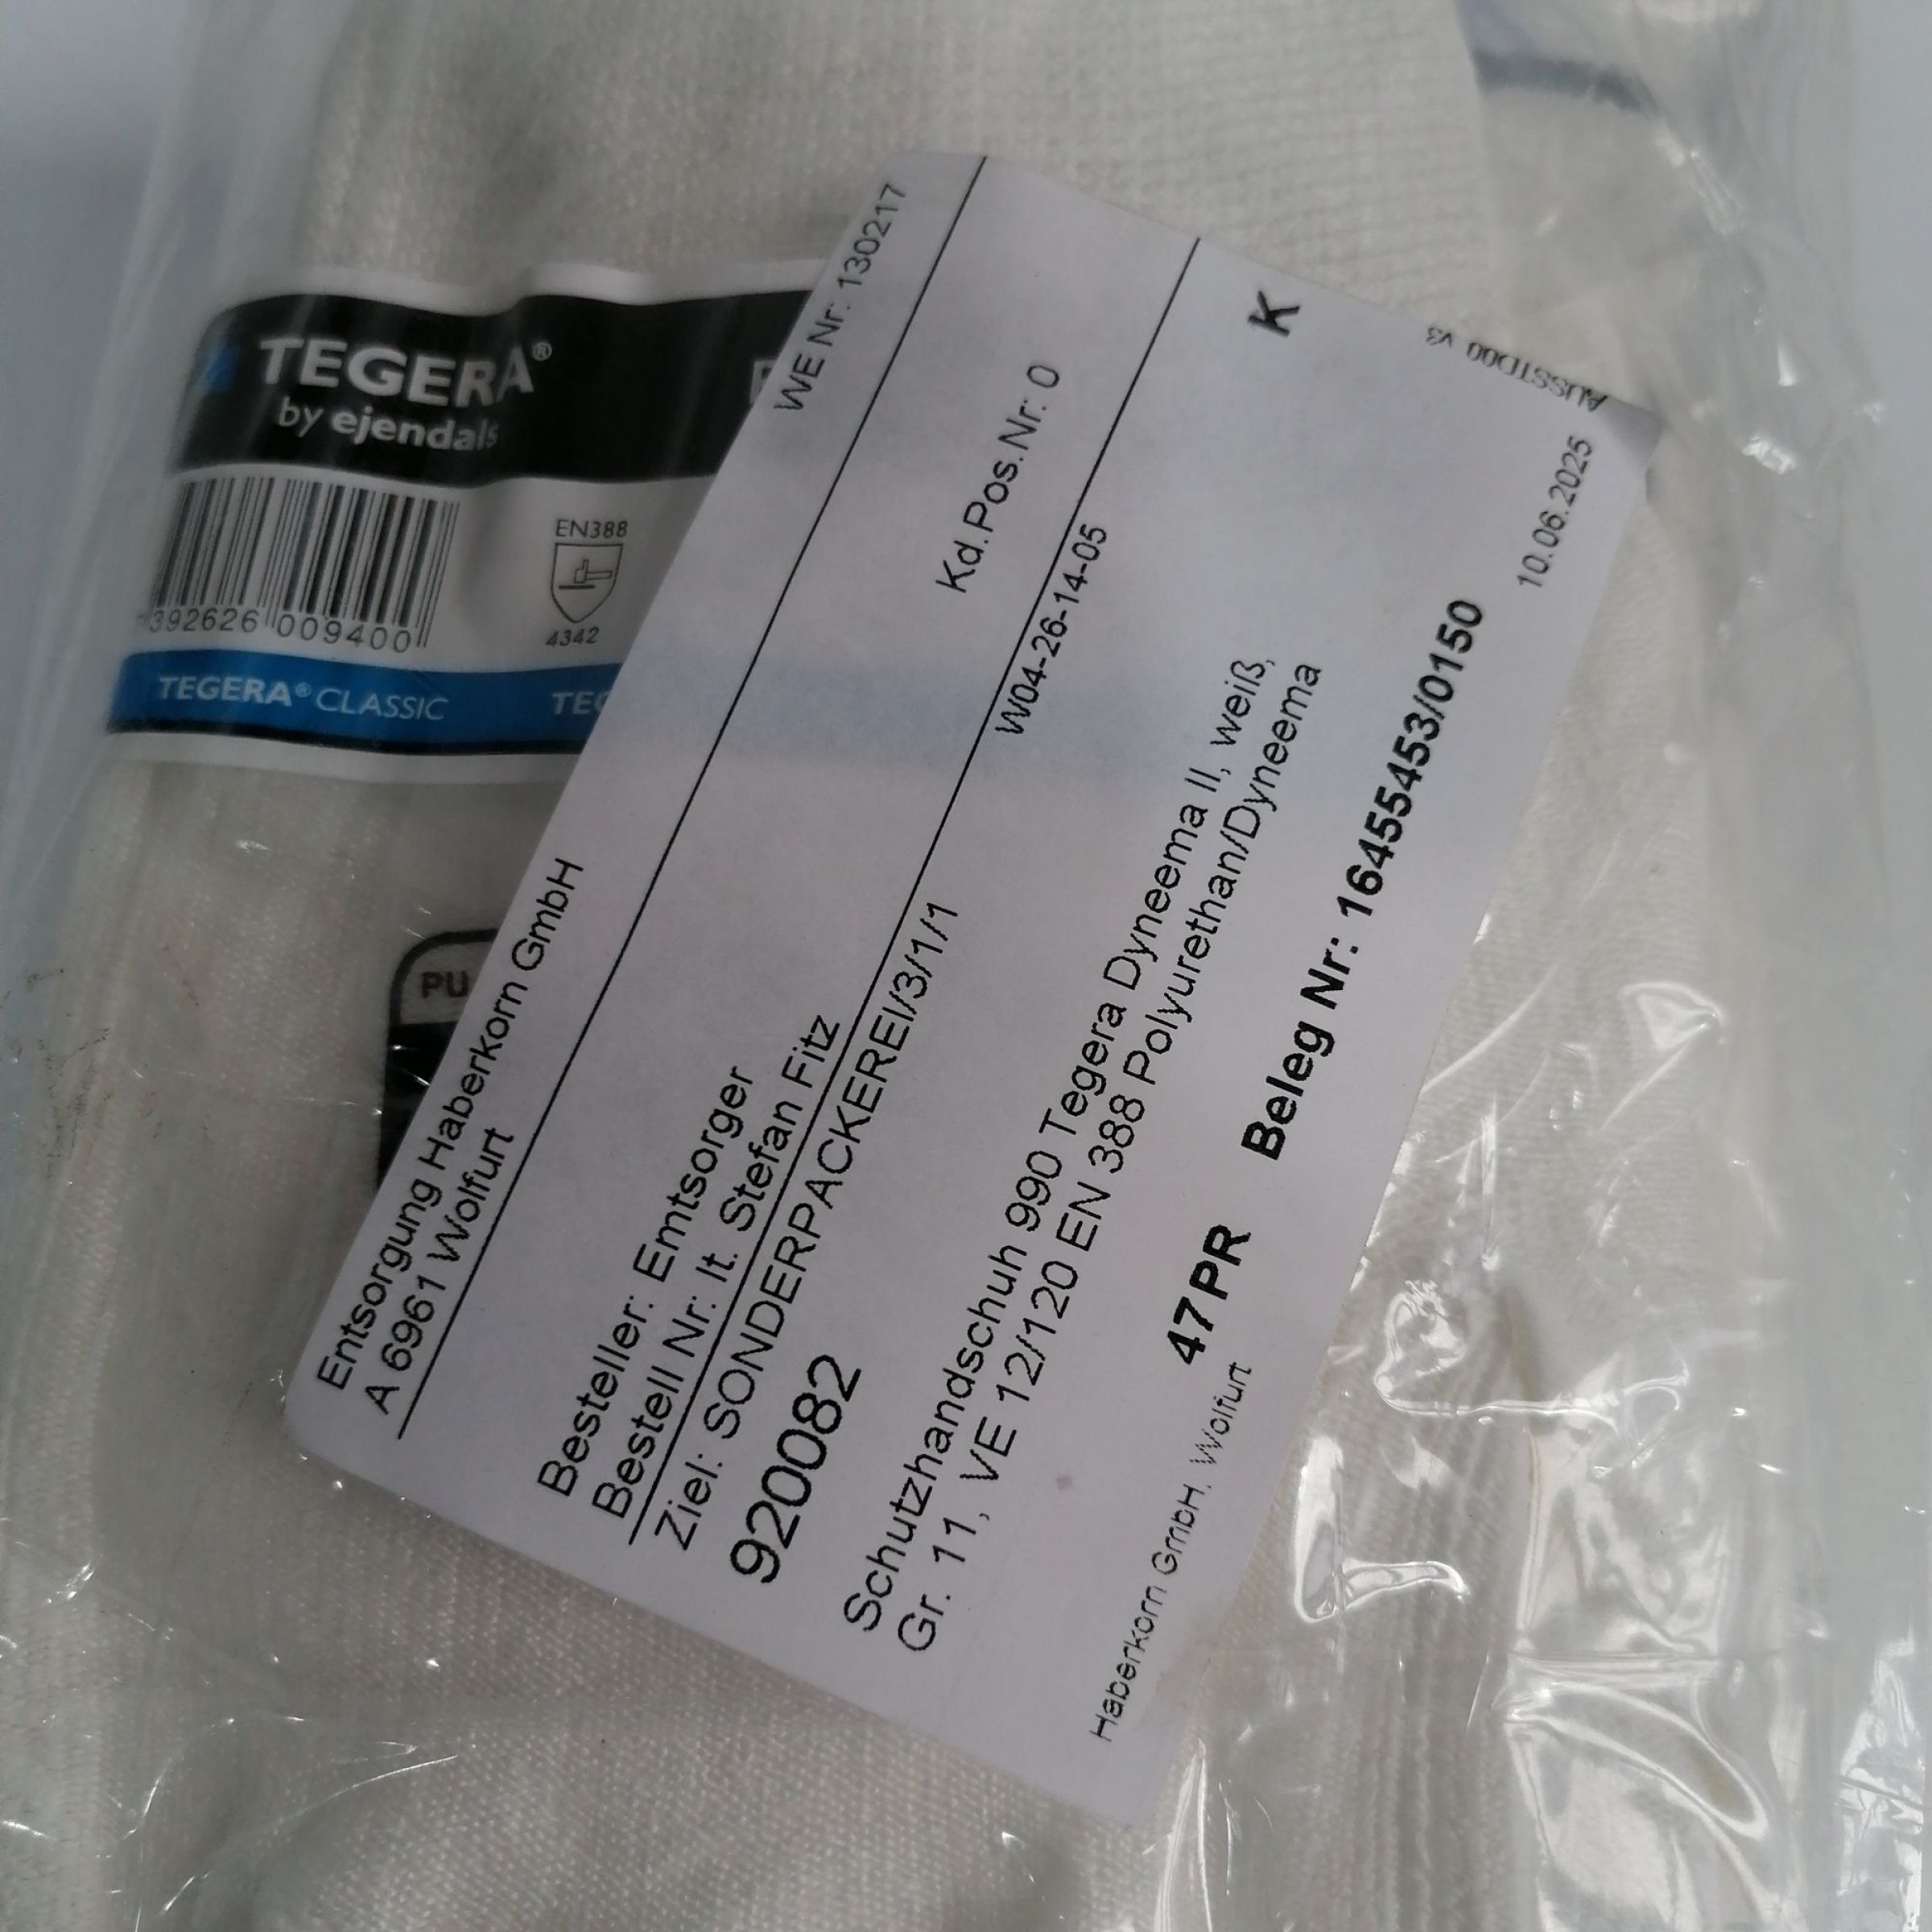 TEGERA®
by ejendals
EN388
392626 009400
4342
TEGERA® CLASSIC
TEG
PU
WE Nr: 130217
Entsorgung Haberkorn GmbH
A 6961 Wolfurt
Kd.Pos.Nr: 0
Besteller: Emtsorger
Bestell Nr: lt. Stefan Fitz
Ziel: SONDERPACKEREI/3/1/1
W04-26-14-05
920082
K
Schutzhandschuh 990 Tegera Dyneema II, weiß,
Gr. 11, VE 12/120 EN 388 Polyurethan/Dyneema
47PR Beleg Nr: 16455453/0150
Haberkorn GmbH, Wolfurt
10.06.2025
AUSSTD00 V3